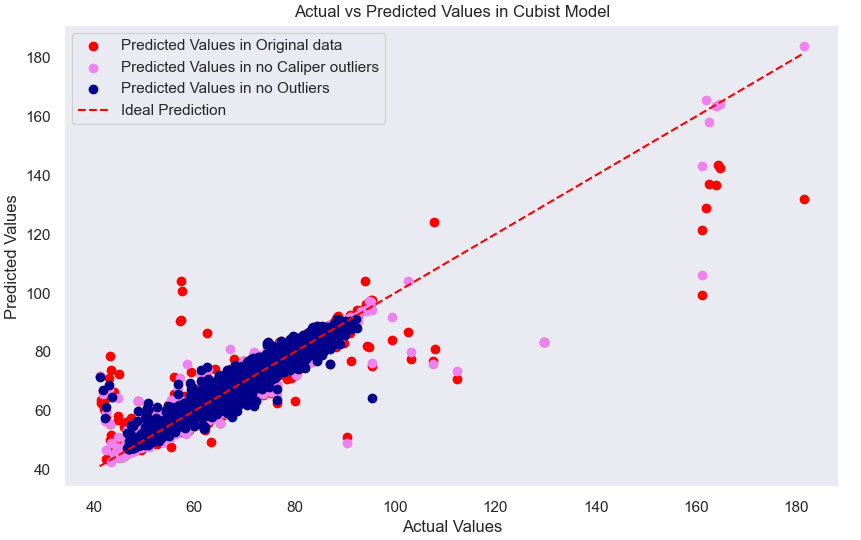 Actual vs Predicted Values in Cubist Model
Predicted Values in Original data
Predicted Values in no Caliper outliers
Predicted Values in no Outliers
Ideal Prediction
180
160
140
120
100
80
60
40
Predicted Values
40 60 80 100 120 140 160 180
Actual Values